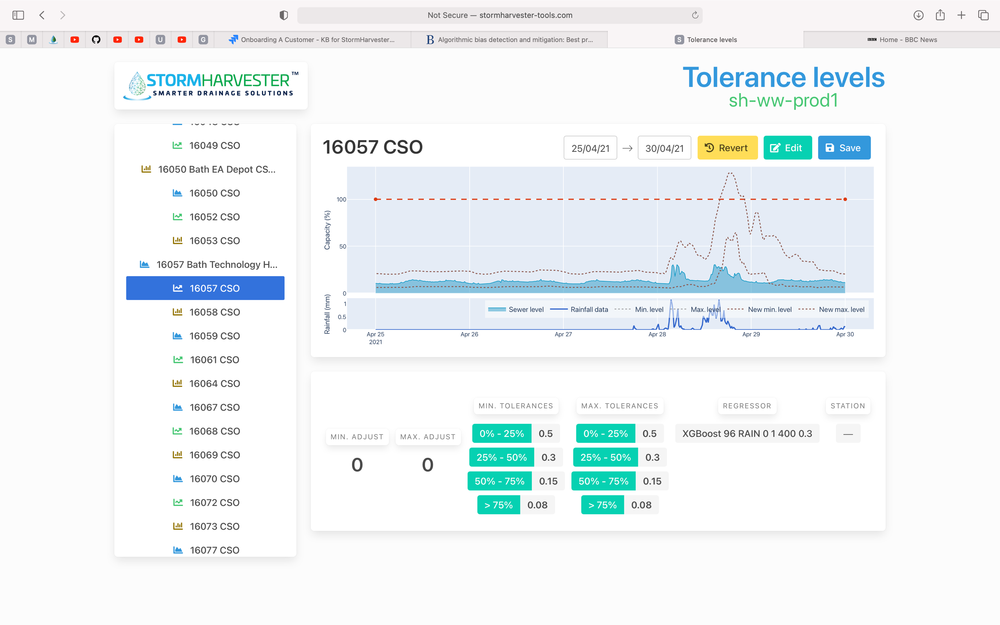 Not Secure — stormharvester-tools.com
S
M
U
G
Onboarding A Customer - KB for StormHarvester...
B Algorithmic bias detection and mitigation: Best pr...
S Tolerance levels
BBC Home - BBC News
STORMHARVESTER™
SMARTER DRAINAGE SOLUTIONS
Tolerance levels
sh-ww-prod1
16049 CSO
16050 Bath EA Depot CS...
16050 CSO
16052 CSO
16053 CSO
16057 Bath Technology H...
16057 CSO
16058 CSO
16059 CSO
16061 CSO
16064 CSO
16067 CSO
16068 CSO
16069 CSO
16070 CSO
16072 CSO
16073 CSO
16077 CSO
16057 CSO
25/04/21 → 30/04/21
Revert
Edit
Save
Capacity (%)
100
50
0
Rainfall (mm)
1
0.5
0
Sewer level
Rainfall data
Min. level
Max. level
New min. level
New max. level
Apr 25
2021
Apr 26
Apr 27
Apr 28
Apr 29
Apr 30
MIN. ADJUST
0
MAX. ADJUST
0
MIN. TOLERANCES
0% - 25% 0.5
25% - 50% 0.3
50% - 75% 0.15
> 75% 0.08
MAX. TOLERANCES
0% - 25% 0.5
25% - 50% 0.3
50% - 75% 0.15
> 75% 0.08
REGRESSOR
XGBoost 96 RAIN 0 1 400 0.3
STATION
—